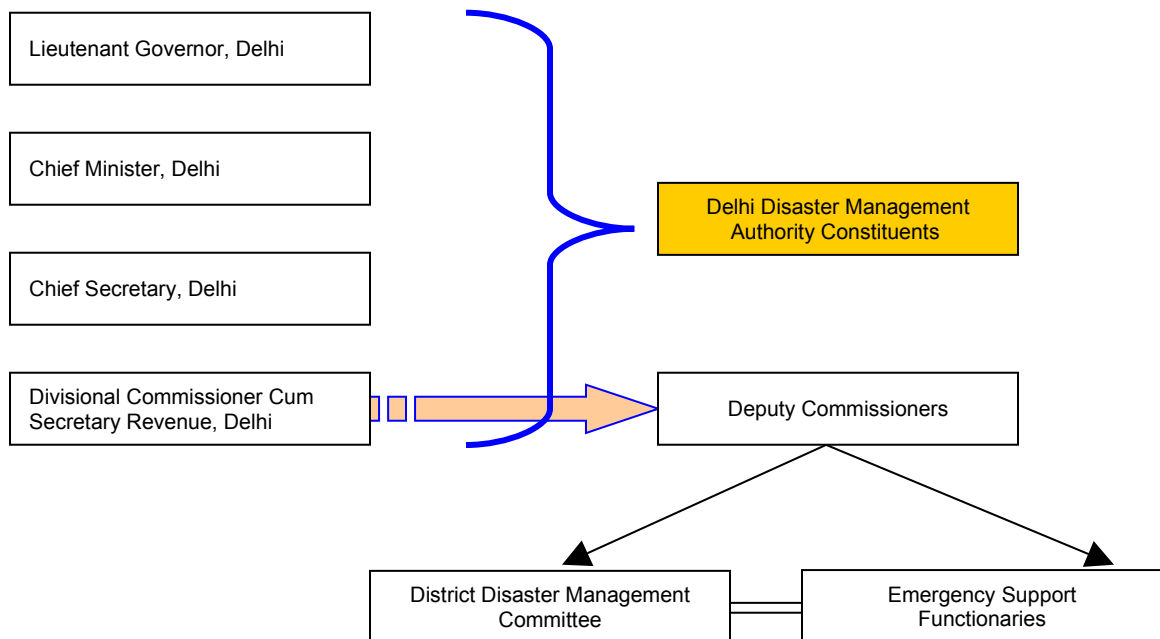 Lieutenant Governor, Delhi
Chief Minister, Delhi
Delhi Disaster Management
Authority Constituents
Chief Secretary, Delhi
Divisional Commissioner Cum
Secretary Revenue, Delhi
Deputy Commissioners
District Disaster Management
Committee
Emergency Support
Functionaries